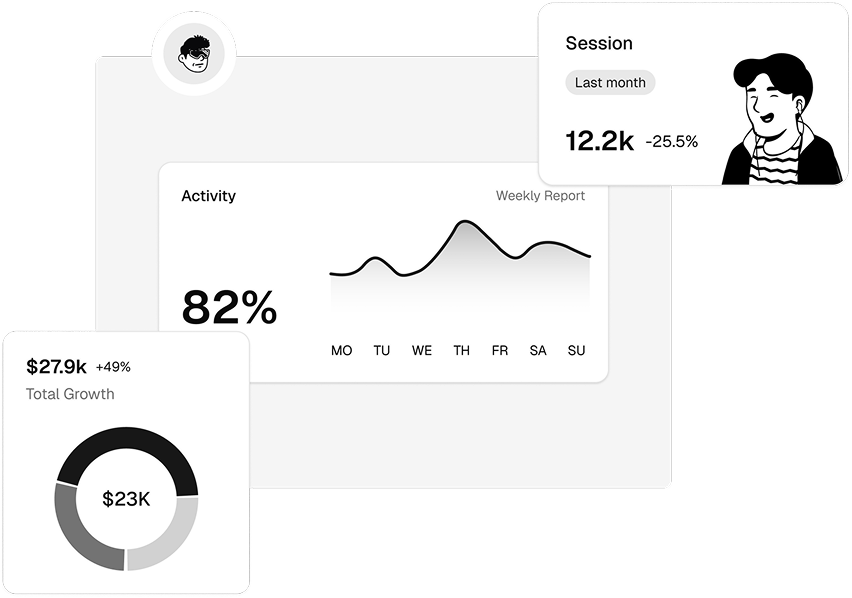 Session
Last month
12.2k -25.5%
Activity Weekly Report
82%
MO TU WE TH FR SA SU
$27.9k +49%
Total Growth
$23K